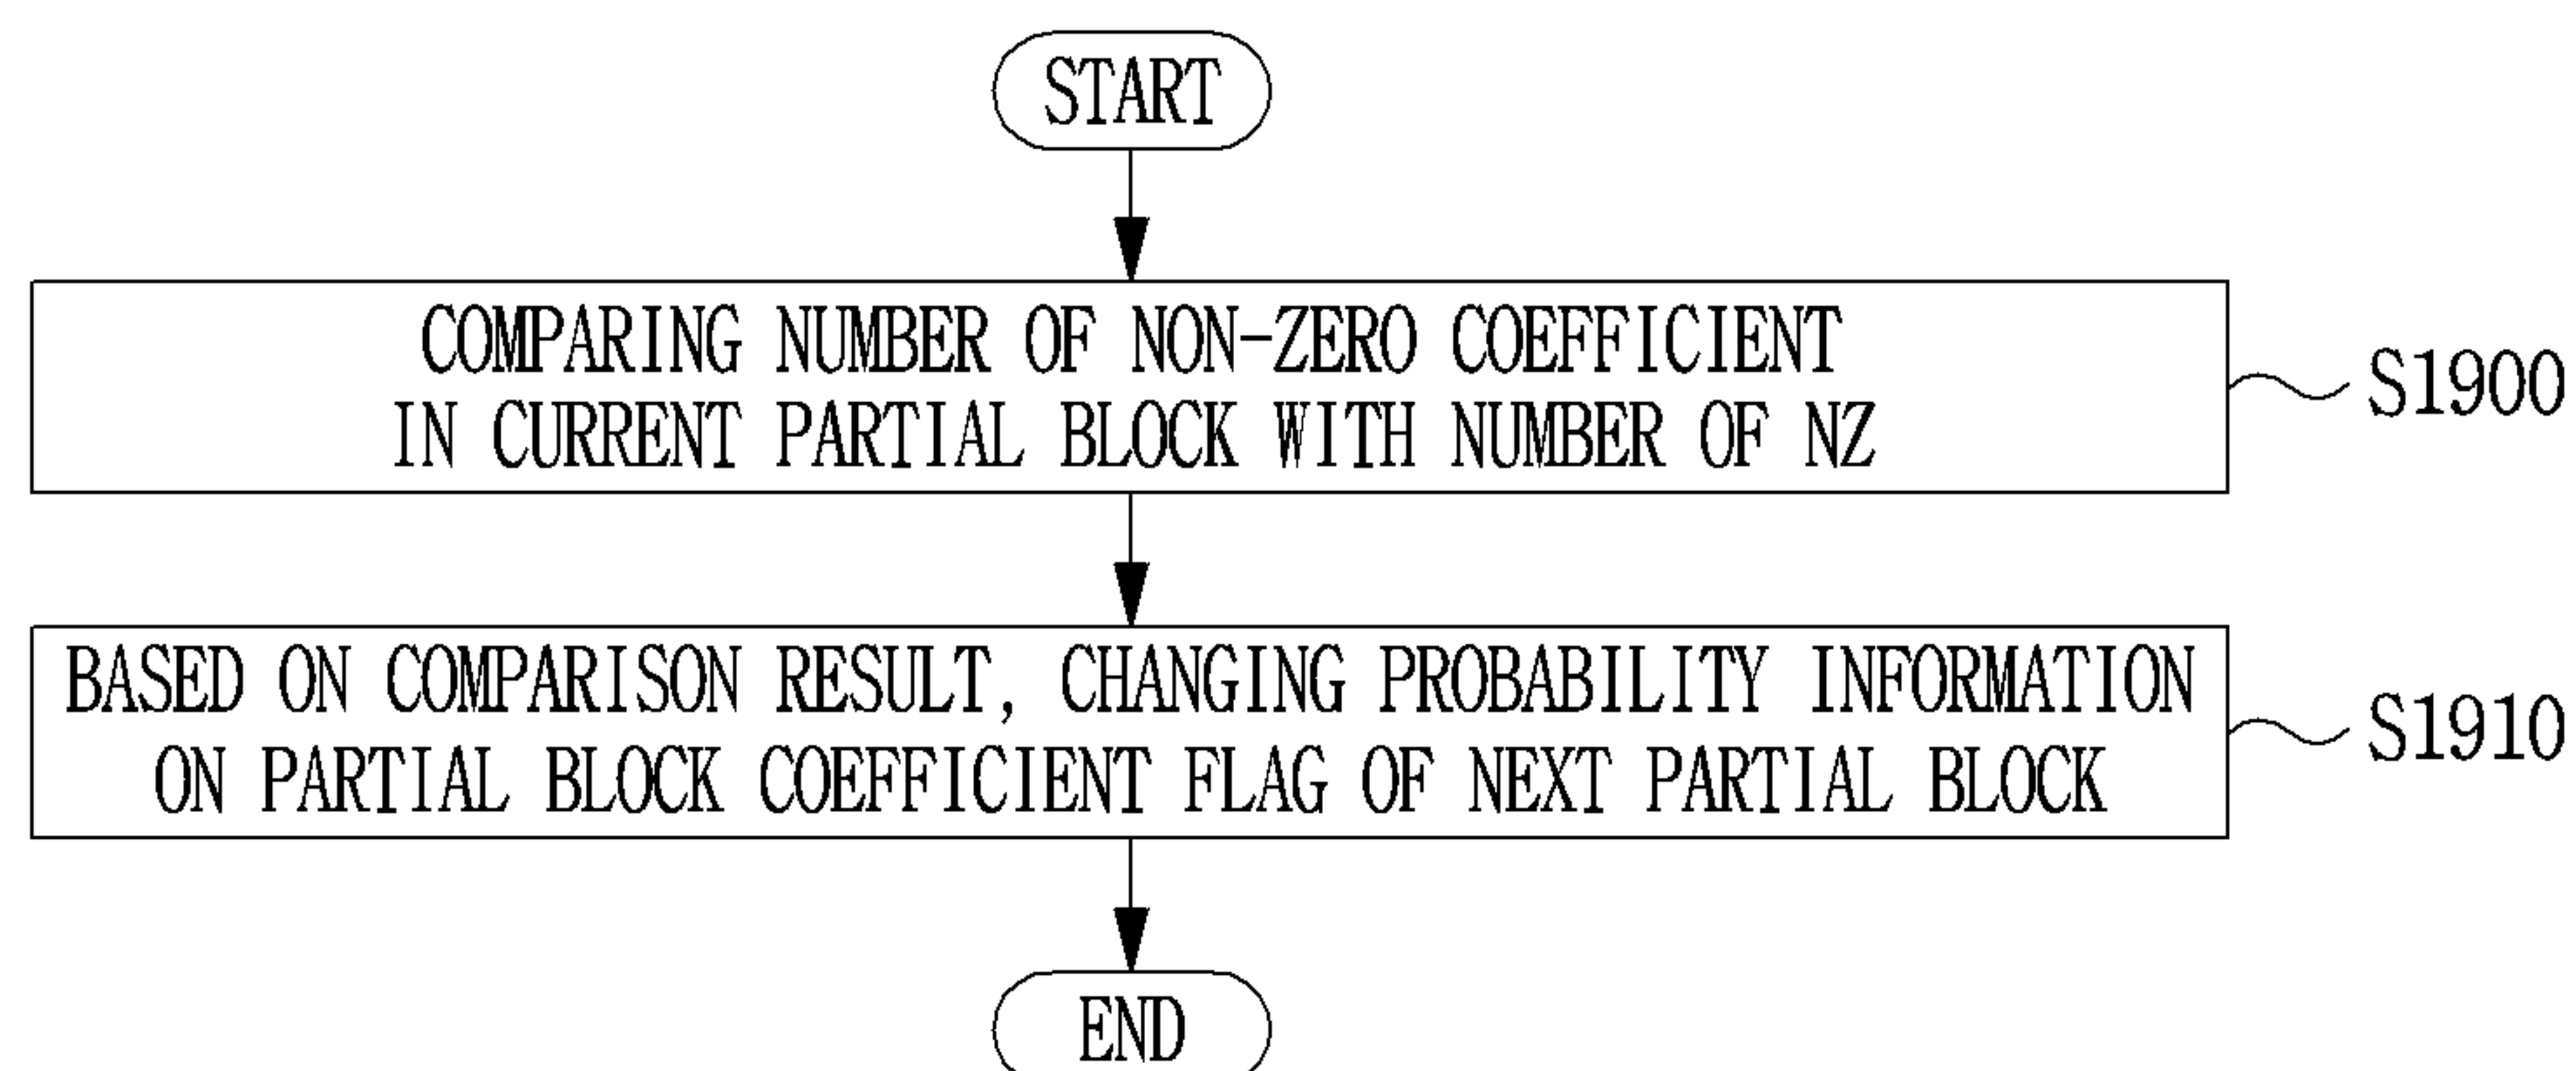 START
COMPARING NUMBER OF NON-ZERO COEFFICIENT
IN CURRENT PARTIAL BLOCK WITH NUMBER OF NZ
S1900
BASED ON COMPARISON RESULT, CHANGING PROBABILITY INFORMATION
ON PARTIAL BLOCK COEFFICIENT FLAG OF NEXT PARTIAL BLOCK
S1910
END